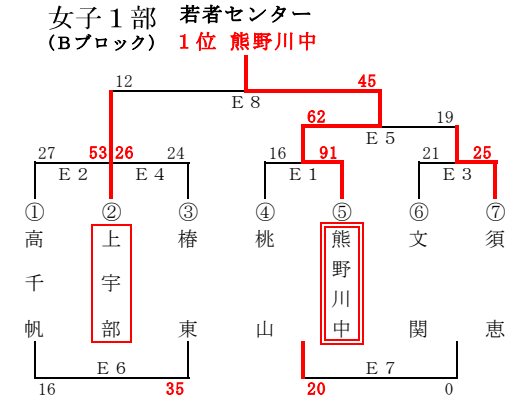 女子１部 若者センター
（Ｂブロック） １位 熊野川中
12 45
Ｅ８
62 19
Ｅ５
27 53 26 24 16 91 21 25
Ｅ２ Ｅ４ Ｅ１ Ｅ３
① ② ③ ④ ⑤ ⑥ ⑦
高千帆
上宇部
椿東
桃山
熊野川中
文関
須恵
Ｅ６ Ｅ７
16 35 20 0